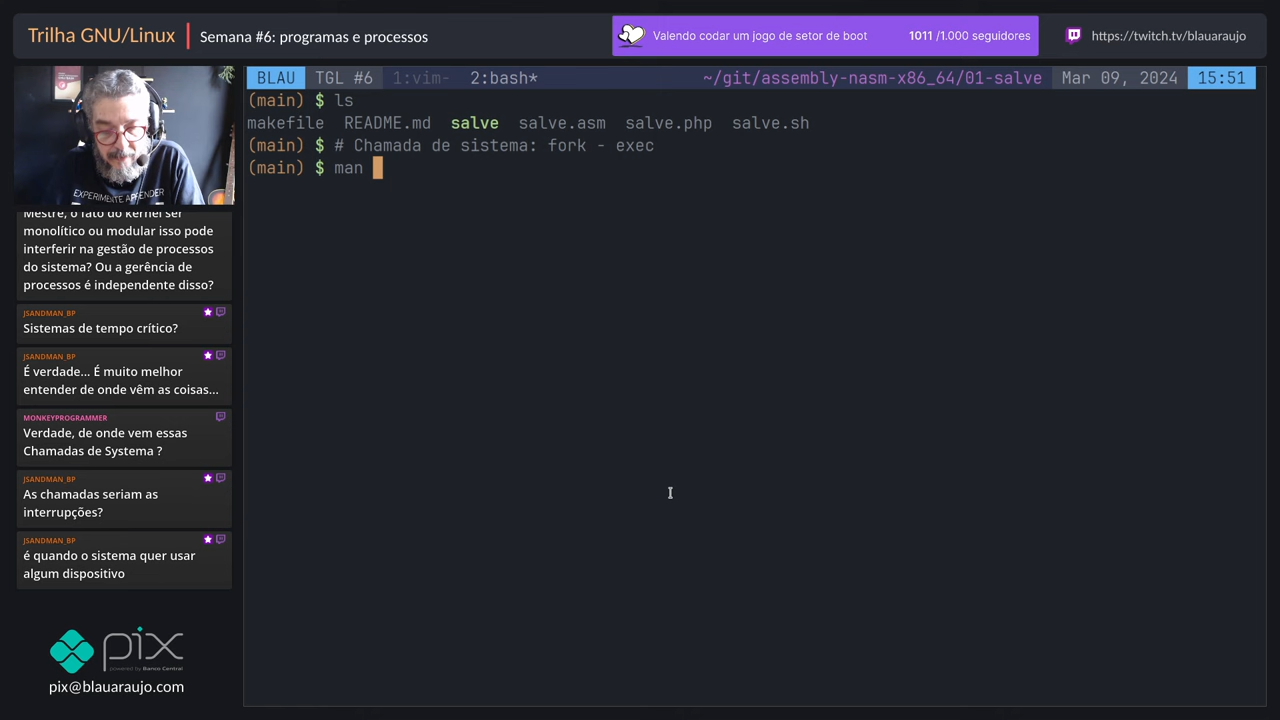 Trilha GNU/Linux
Semana #6: programas e processos
Valendo codar um jogo de setor de boot 1011 /1.000 seguidores
https://twitch.tv/blauaraujo
BLAU TGL #6 1:vim- 2:bash* ~/git/assembly-nasm-x86_64/01-salve Mar 09, 2024 15:51
(main) $ ls
makefile README.md salve salve.asm salve.php salve.sh
(main) $ # Chamada de sistema: fork - exec
(main) $ man
EXPERIMENTE APRENDER
Mestre, o fato do kernel ser
monolítico ou modular isso pode
interferir na gestão de processos
do sistema? Ou a gerência de
processos é independente disso?
JSANDMAN_BP
Sistemas de tempo crítico?
JSANDMAN_BP
É verdade... É muito melhor
entender de onde vêm as coisas...
MONKEYPROGRAMMER
Verdade, de onde vem essas
Chamadas de Systema ?
JSANDMAN_BP
As chamadas seriam as
interrupções?
JSANDMAN_BP
é quando o sistema quer usar
algum dispositivo
pix
powered by Banco Central
pix@blauaraujo.com